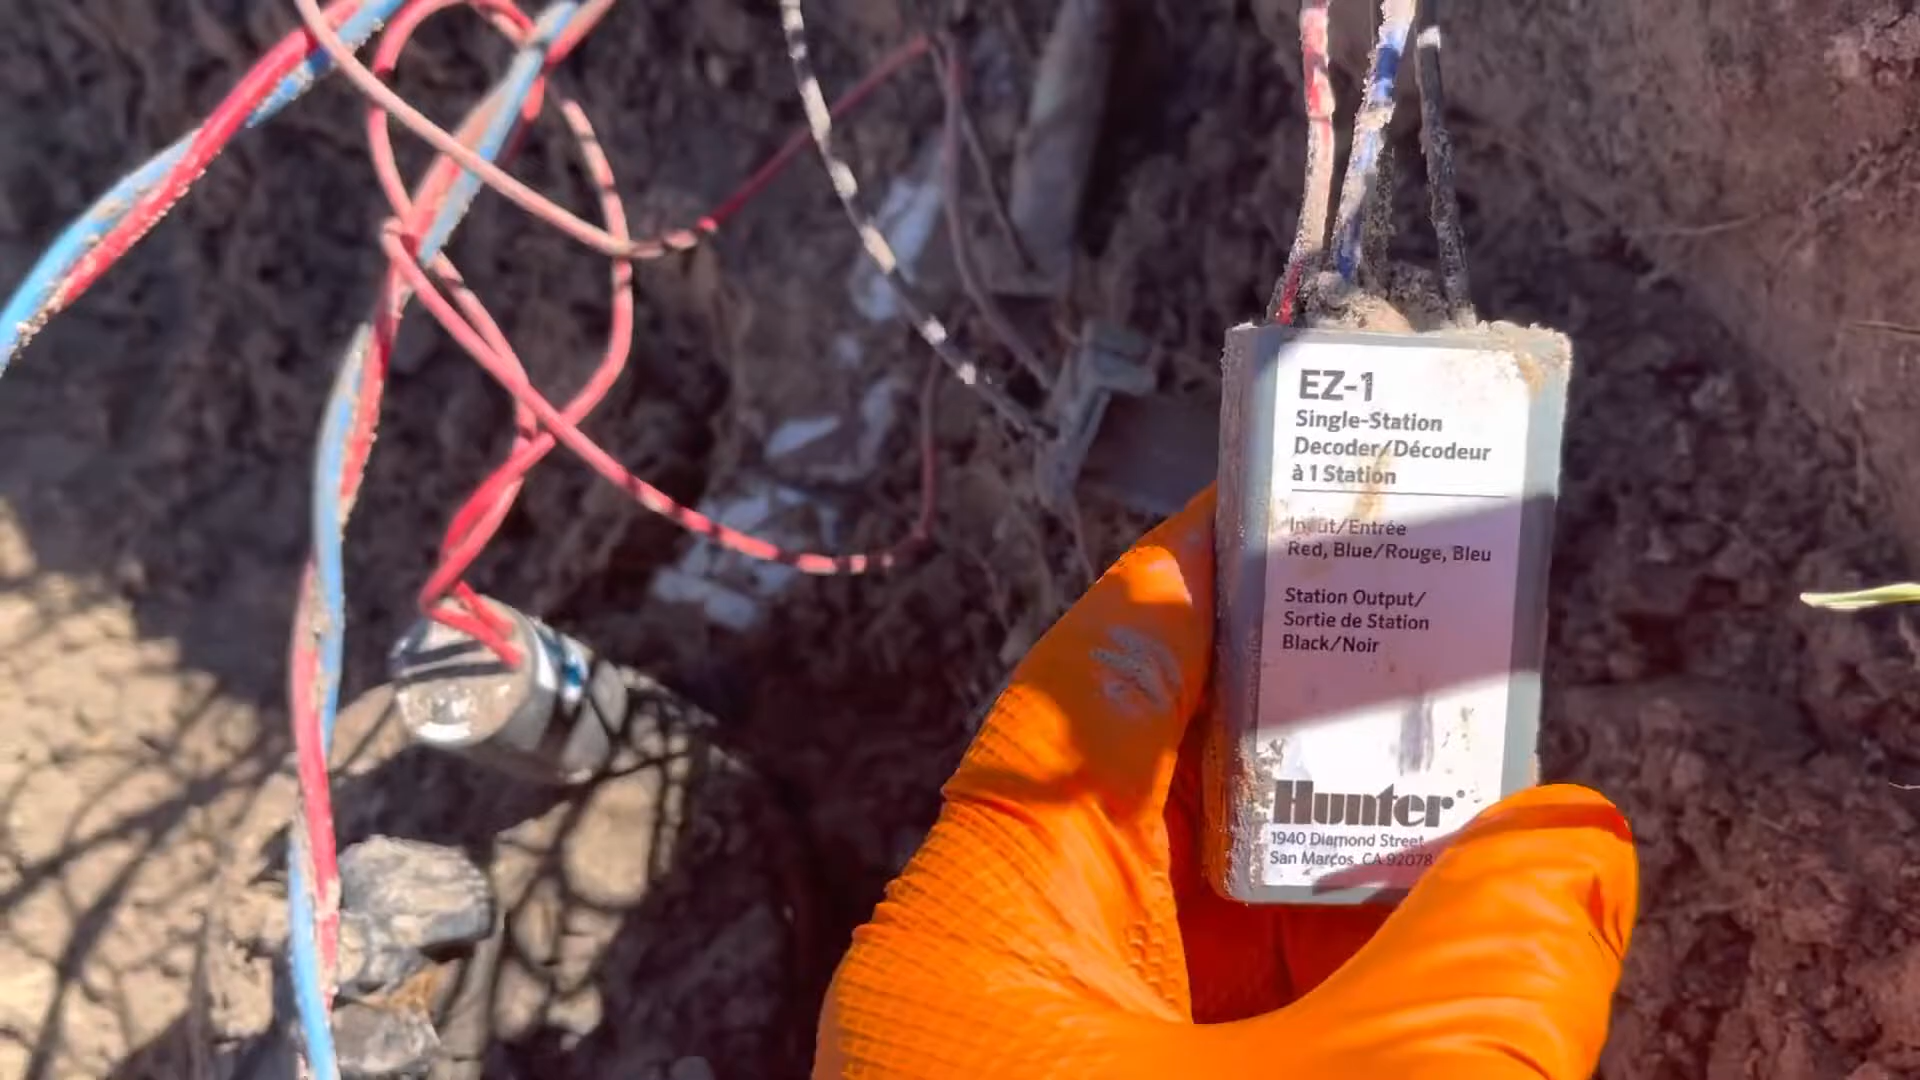 EZ-1
Single-Station
Decoder/Décodeur
à 1 Station
Input/Entrée
Red, Blue/Rouge, Bleu
Station Output/
Sortie de Station
Black/Noir
Hunter
1940 Diamond Street
San Marcos, CA 92078